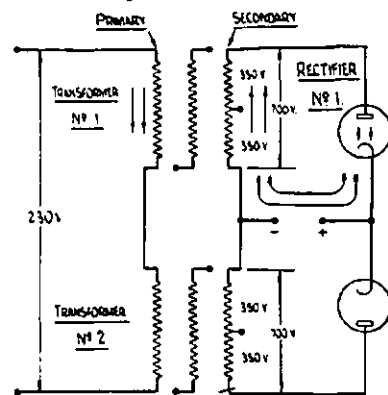 PRIMARY
SECONDARY
TRANSFORMER
Nº 1
350 V
700 V.
350 V
RECTIFIER
Nº 1.
230 V
- +
TRANSFORMER
Nº 2
350 V
700 V.
350 V